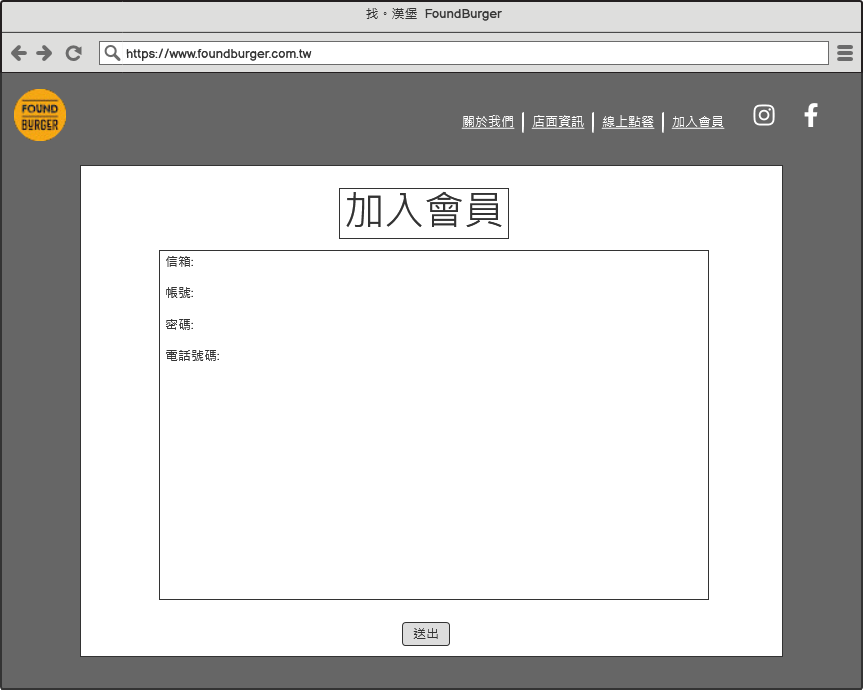 找。漢堡 FoundBurger
https://www.foundburger.com.tw
FOUND
BURGER
關於我們 | 店面資訊 | 線上點餐 | 加入會員
加入會員
信箱:
帳號:
密碼:
電話號碼:
送出